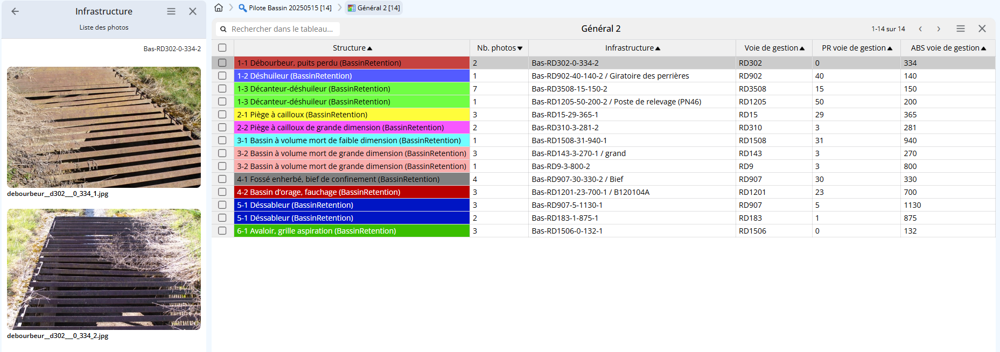 Infrastructure
Liste des photos
Bas-RD302-0-334-2
debourbeur__d302___0_334_1.jpg
debourbeur__d302___0_334_2.jpg
Pilote Bassin 20250515 [14] Général 2 [14]
Rechercher dans le tableau... Général 2 1-14 sur 14
Structure Nb. photos Infrastructure Voie de gestion PR voie de gestion ABS voie de gestion
1-1 Débourbeur, puits perdu (BassinRetention) 2 Bas-RD302-0-334-2 RD302 0 334
1-2 Déshuileur (BassinRetention) 1 Bas-RD902-40-140-2 / Giratoire des perrières RD902 40 140
1-3 Décanteur-déshuileur (BassinRetention) 7 Bas-RD3508-15-150-2 RD3508 15 150
1-3 Décanteur-déshuileur (BassinRetention) 1 Bas-RD1205-50-200-2 / Poste de relevage (PN46) RD1205 50 200
2-1 Piège à cailloux (BassinRetention) 3 Bas-RD15-29-365-1 RD15 29 365
2-2 Piège à cailloux de grande dimension (BassinRetention) 2 Bas-RD310-3-281-2 RD310 3 281
3-1 Bassin à volume mort de faible dimension (BassinRetention) 1 Bas-RD1508-31-940-1 RD1508 31 940
3-2 Bassin à volume mort de grande dimension (BassinRetention) 3 Bas-RD143-3-270-1 / grand RD143 3 270
3-2 Bassin à volume mort de grande dimension (BassinRetention) 1 Bas-RD9-3-800-2 RD9 3 800
4-1 Fossé enherbé, bief de confinement (BassinRetention) 4 Bas-RD907-30-330-2 / Bief RD907 30 330
4-2 Bassin d’orage, fauchage (BassinRetention) 3 Bas-RD1201-23-700-1 / B120104A RD1201 23 700
5-1 Déssableur (BassinRetention) 3 Bas-RD907-5-1130-1 RD907 5 1130
5-1 Déssableur (BassinRetention) 2 Bas-RD183-1-875-1 RD183 1 875
6-1 Avaloir, grille aspiration (BassinRetention) 3 Bas-RD1506-0-132-1 RD1506 0 132